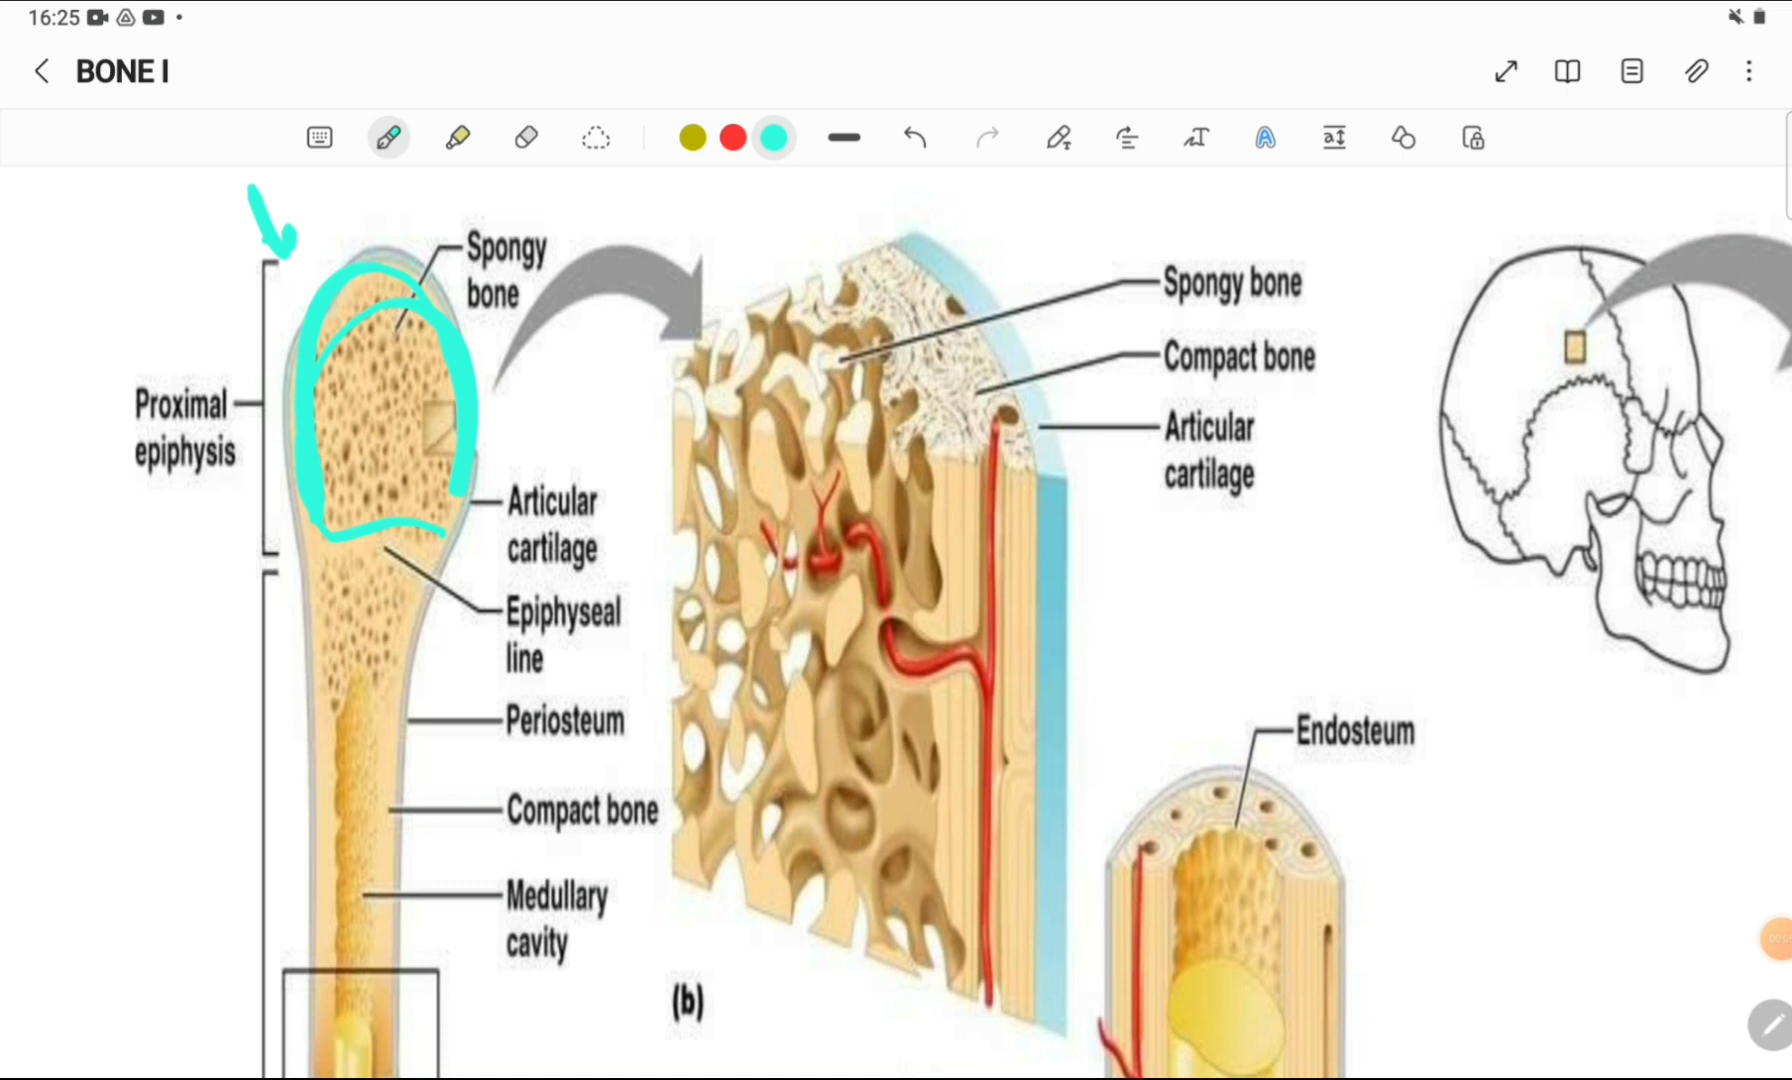 16:25
BONE I
Spongy
bone
Proximal
epiphysis
Articular
cartilage
Epiphyseal
line
Periosteum
Compact bone
Medullary
cavity
Spongy bone
Compact bone
Articular
cartilage
(b)
Endosteum